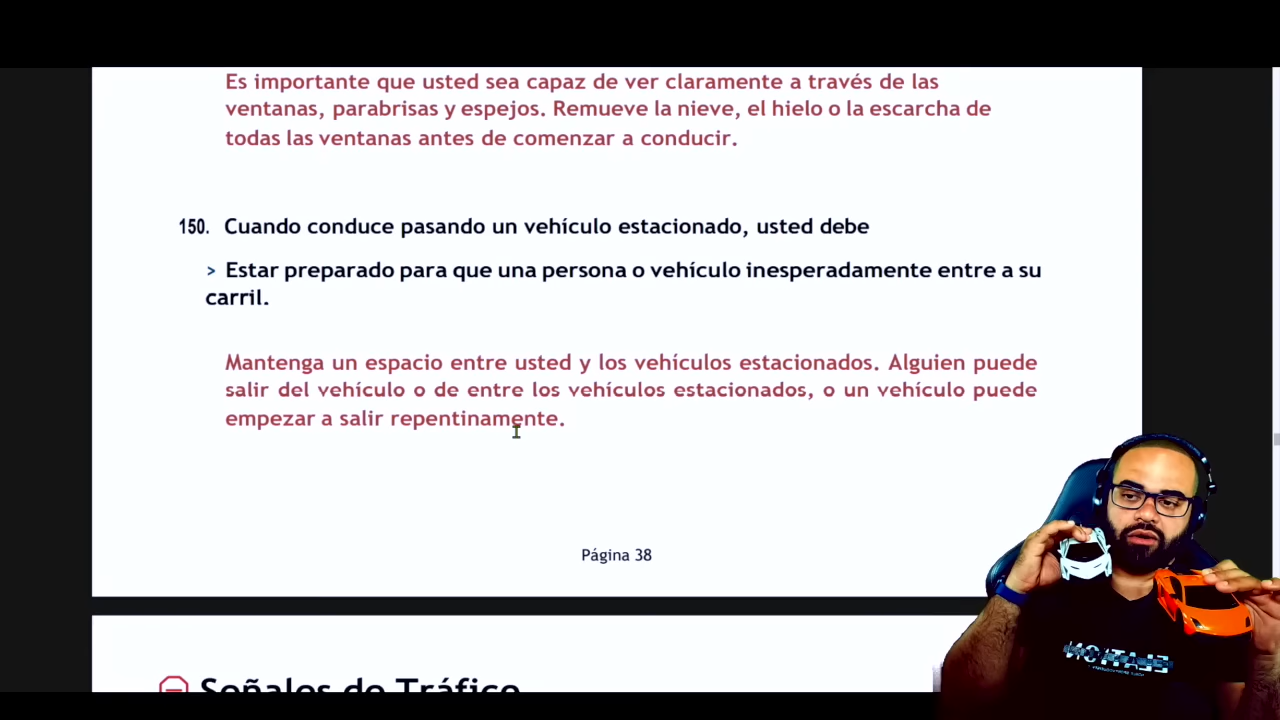 Es importante que usted sea capaz de ver claramente a través de las
ventanas, parabrisas y espejos. Remueve la nieve, el hielo o la escarcha de
todas las ventanas antes de comenzar a conducir.
150. Cuando conduce pasando un vehículo estacionado, usted debe
> Estar preparado para que una persona o vehículo inesperadamente entre a su
carril.
Mantenga un espacio entre usted y los vehículos estacionados. Alguien puede
salir del vehículo o de entre los vehículos estacionados, o un vehículo puede
empezar a salir repentinamente.
Página 38
Señales de Tráfico